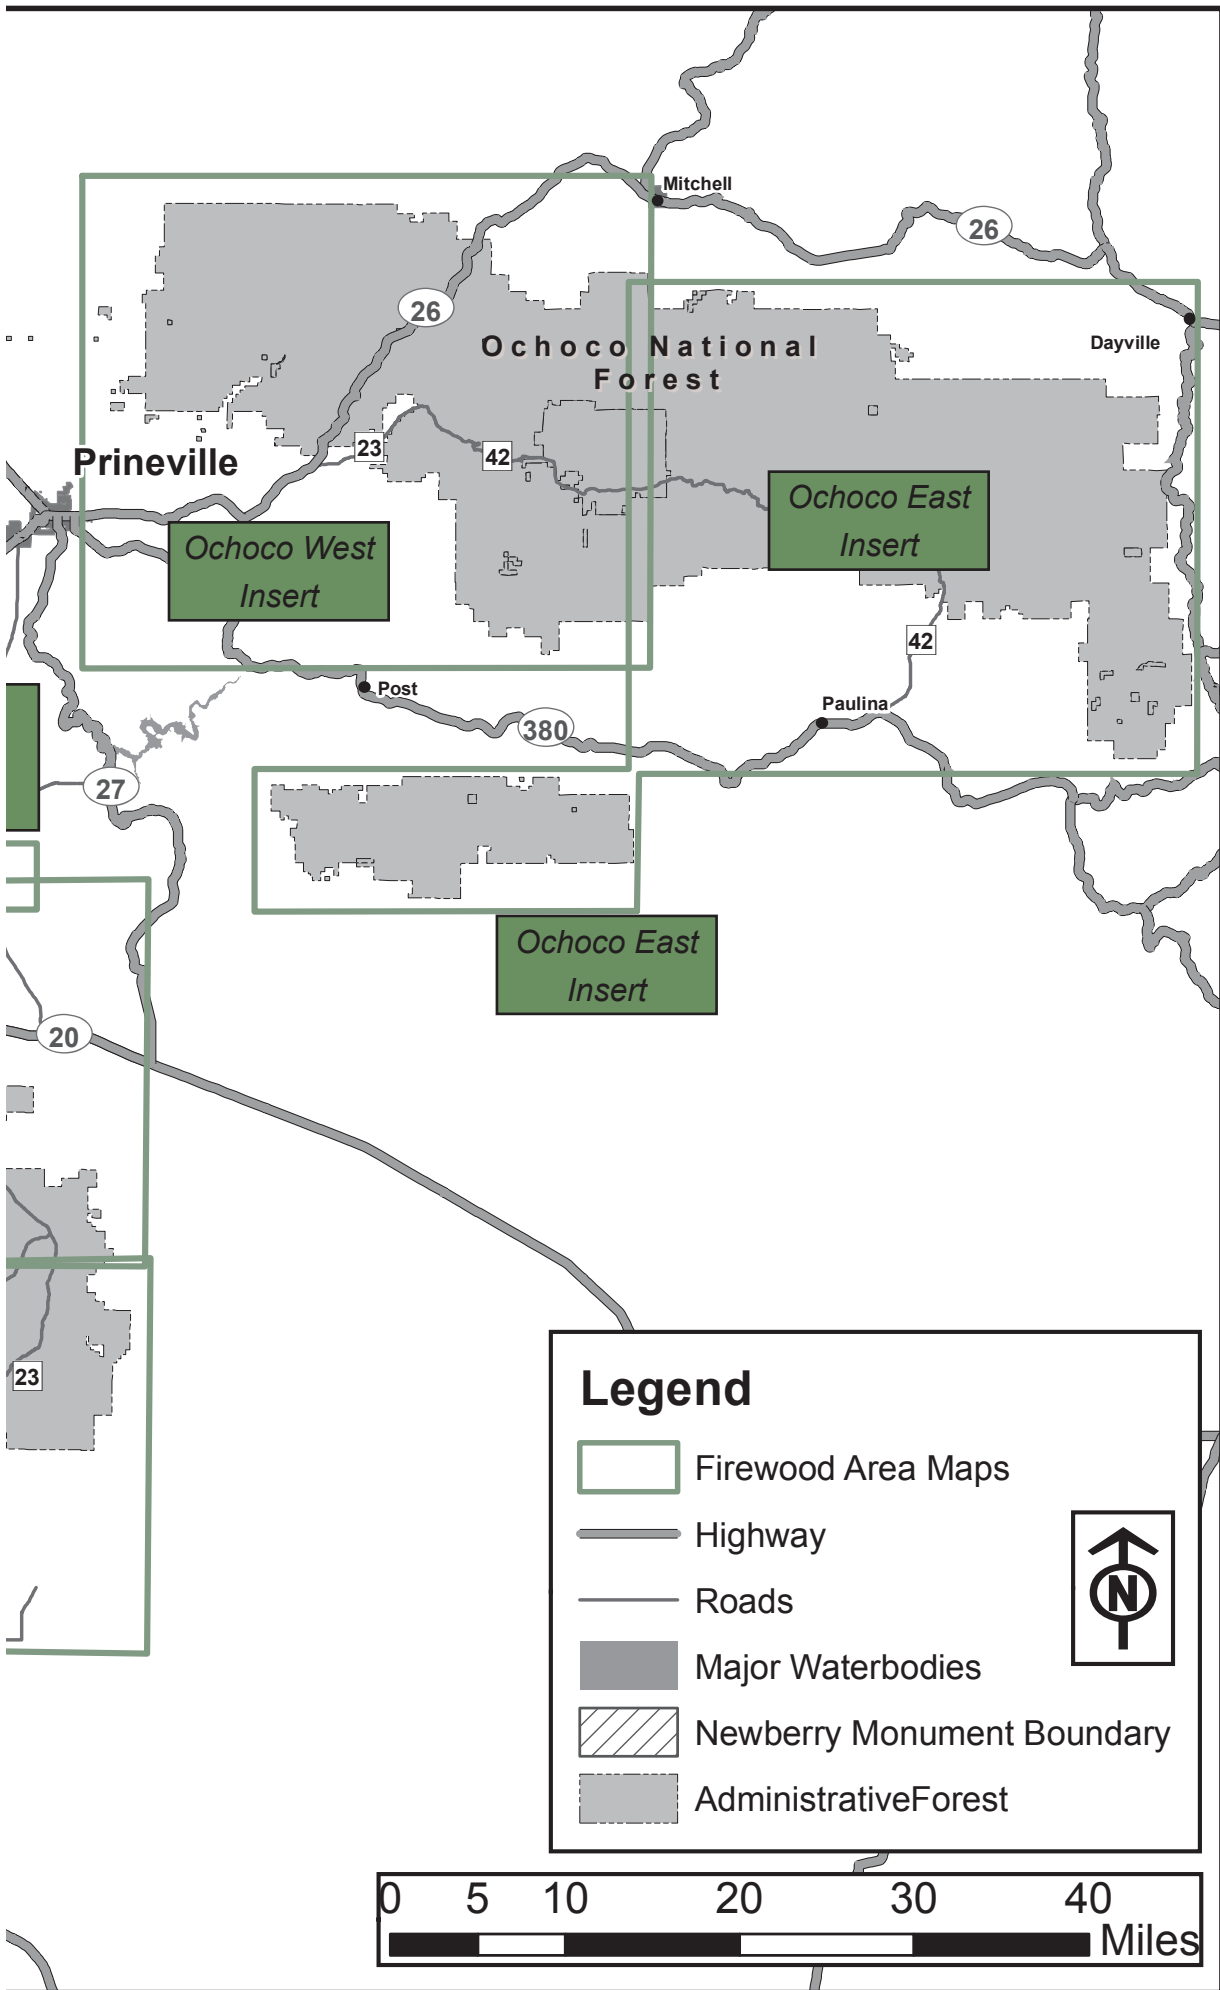 Mitchell
26
26
Ochoco National
Forest
Dayville
23
42
Prineville
Ochoco East
Insert
Ochoco West
Insert
42
Post
Paulina
380
27
Ochoco East
Insert
20
23
Legend
Firewood Area Maps
Highway
Roads
Major Waterbodies
Newberry Monument Boundary
AdministrativeForest
N
0 5 10 20 30 40
Miles